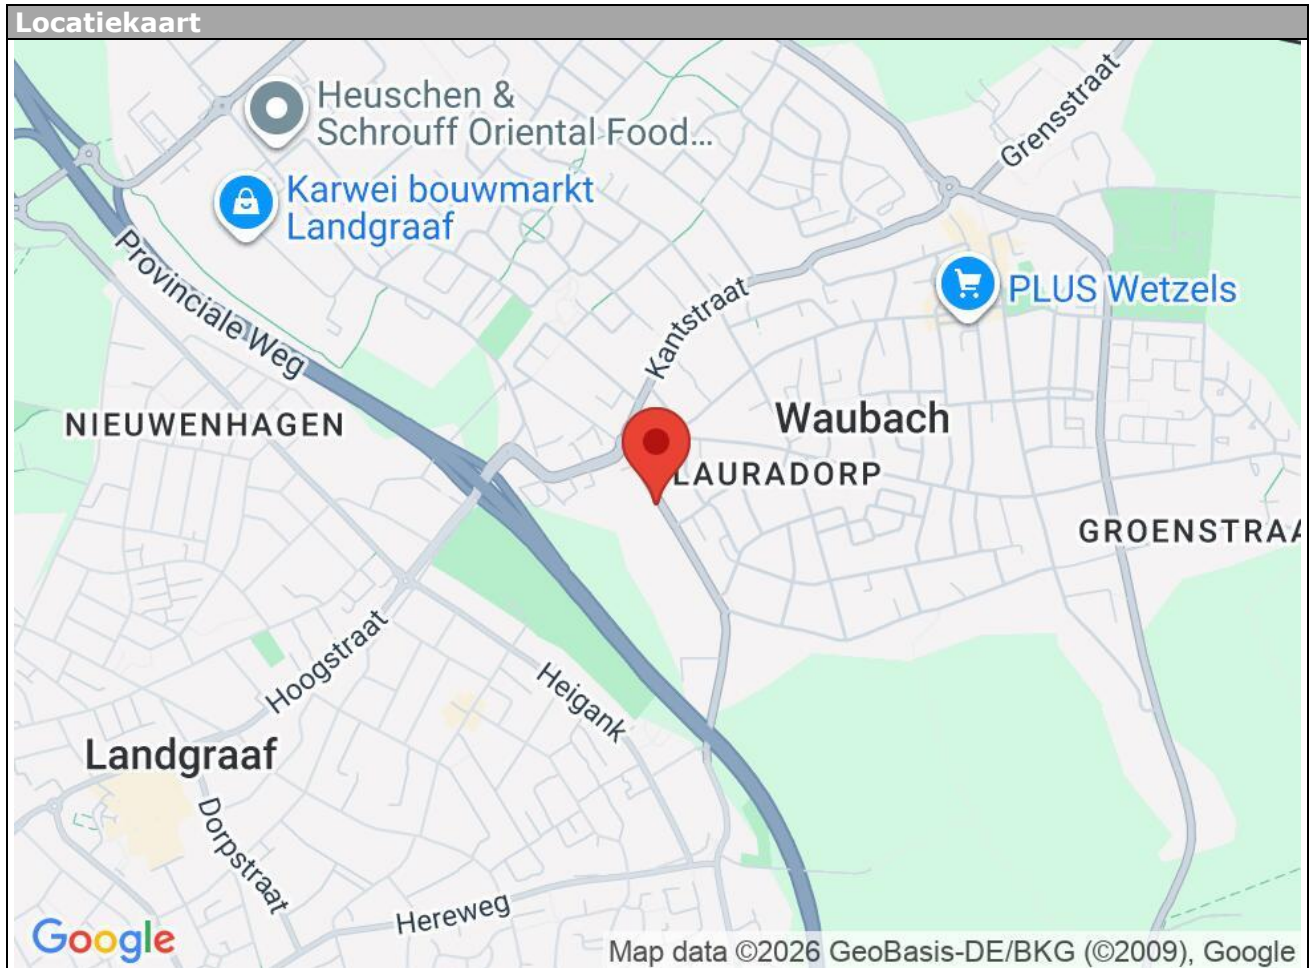 Locatiekaart
Heuschen &
Schrouff Oriental Food...
Grensstraat
Karwei bouwmarkt
Landgraaf
Provinciale Weg
PLUS Wetzels
Kantstraat
NIEUWENHAGEN
Waubach
LAURADORP
GROENSTRAA
Hoogstraat
Heigank
Landgraaf
Dorpstraat
Hereweg
Google
Map data ©2026 GeoBasis-DE/BKG (©2009), Google